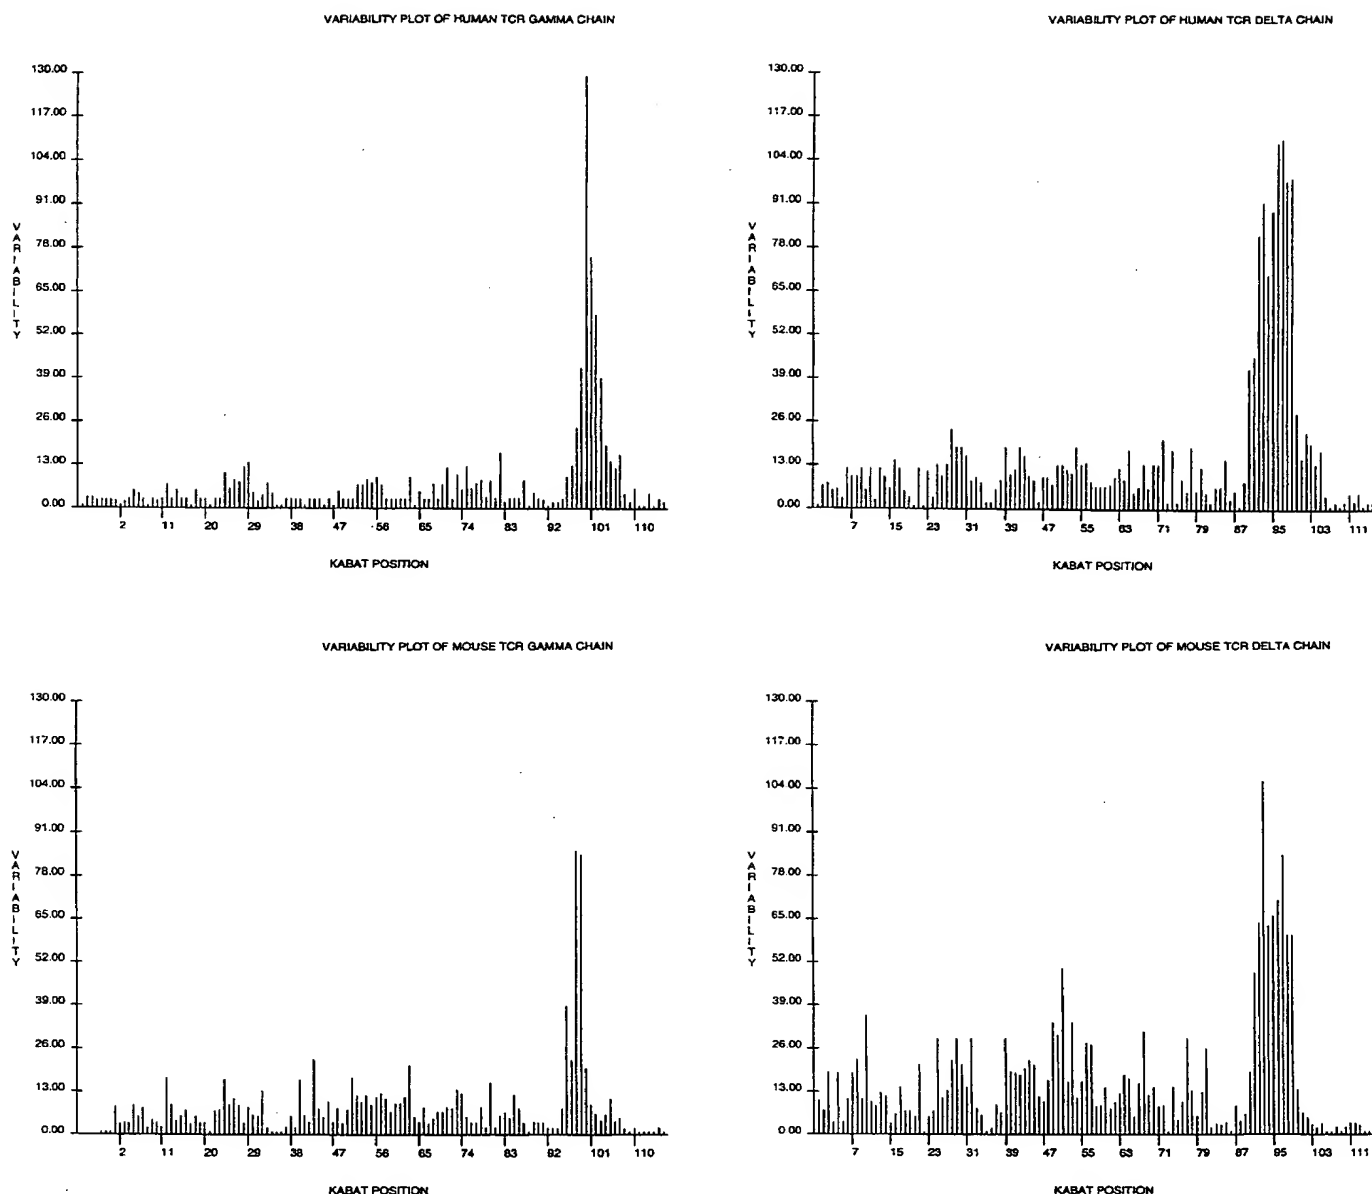 VARIABILITY PLOT OF HUMAN TCR GAMMA CHAIN
130.00
117.00
104.00
91.00
78.00
65.00
52.00
39.00
26.00
13.00
0.00
VARIABILITY
2 11 20 29 38 47 56 65 74 83 92 101 110
KABAT POSITION
VARIABILITY PLOT OF HUMAN TCR DELTA CHAIN
130.00
117.00
104.00
91.00
78.00
65.00
52.00
39.00
26.00
13.00
0.00
VARIABILITY
7 15 23 31 39 47 55 63 71 79 87 95 103 111
KABAT POSITION
VARIABILITY PLOT OF MOUSE TCR GAMMA CHAIN
130.00
117.00
104.00
91.00
78.00
65.00
52.00
39.00
26.00
13.00
0.00
VARIABILITY
2 11 20 29 38 47 56 65 74 83 92 101 110
KABAT POSITION
VARIABILITY PLOT OF MOUSE TCR DELTA CHAIN
130.00
117.00
104.00
91.00
78.00
65.00
52.00
39.00
26.00
13.00
0.00
VARIABILITY
7 15 23 31 39 47 55 63 71 79 87 95 103 111
KABAT POSITION